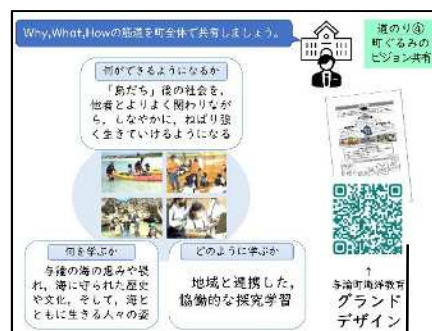 Why,What,Howの筋道を町全体で共有しましょう。
道のり④
町ぐるみの
ビジョン共有
何ができるようになるか
「島だち」後の社会を,
他者とよりよく関わりなが
ら,しなやかに,ねばり強
く生きていけるようになる
何を学ぶか
与論の海の恵みや畏
れ,海に守られた歴史
や文化,そして,海と
ともに生きる人々の姿
どのように学ぶか
地域と連携した,
協働的な探究学習
↑
与論町海洋教育
グランド
デザイン